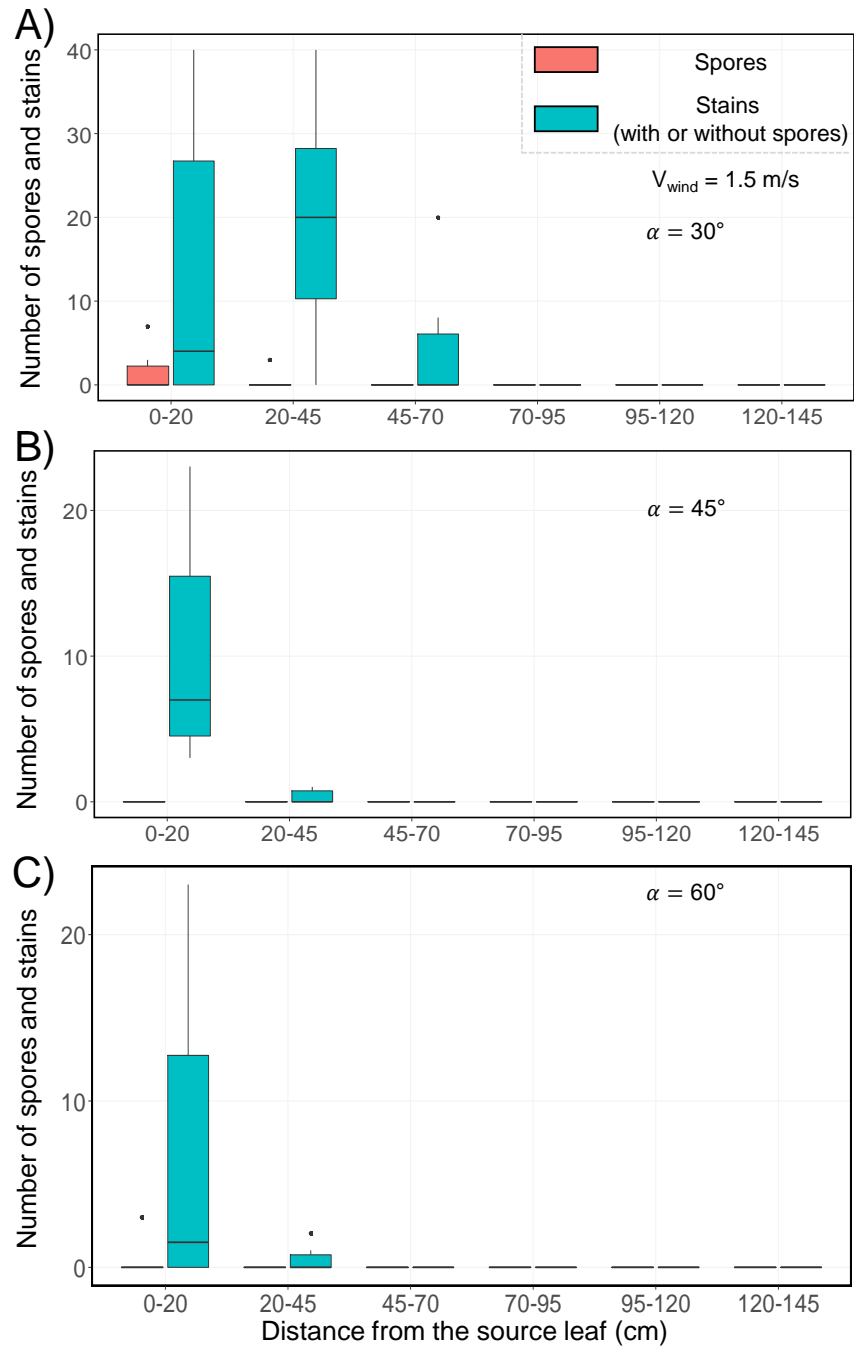 A)
Number of spores and stains
40
30
20
10
0
Spores
Stains
(with or without spores)
Vwind = 1.5 m/s
α = 30°
0-20 20-45 45-70 70-95 95-120 120-145
B)
Number of spores and stains
20
10
0
α = 45°
0-20 20-45 45-70 70-95 95-120 120-145
C)
Number of spores and stains
20
10
0
α = 60°
0-20 20-45 45-70 70-95 95-120 120-145
Distance from the source leaf (cm)